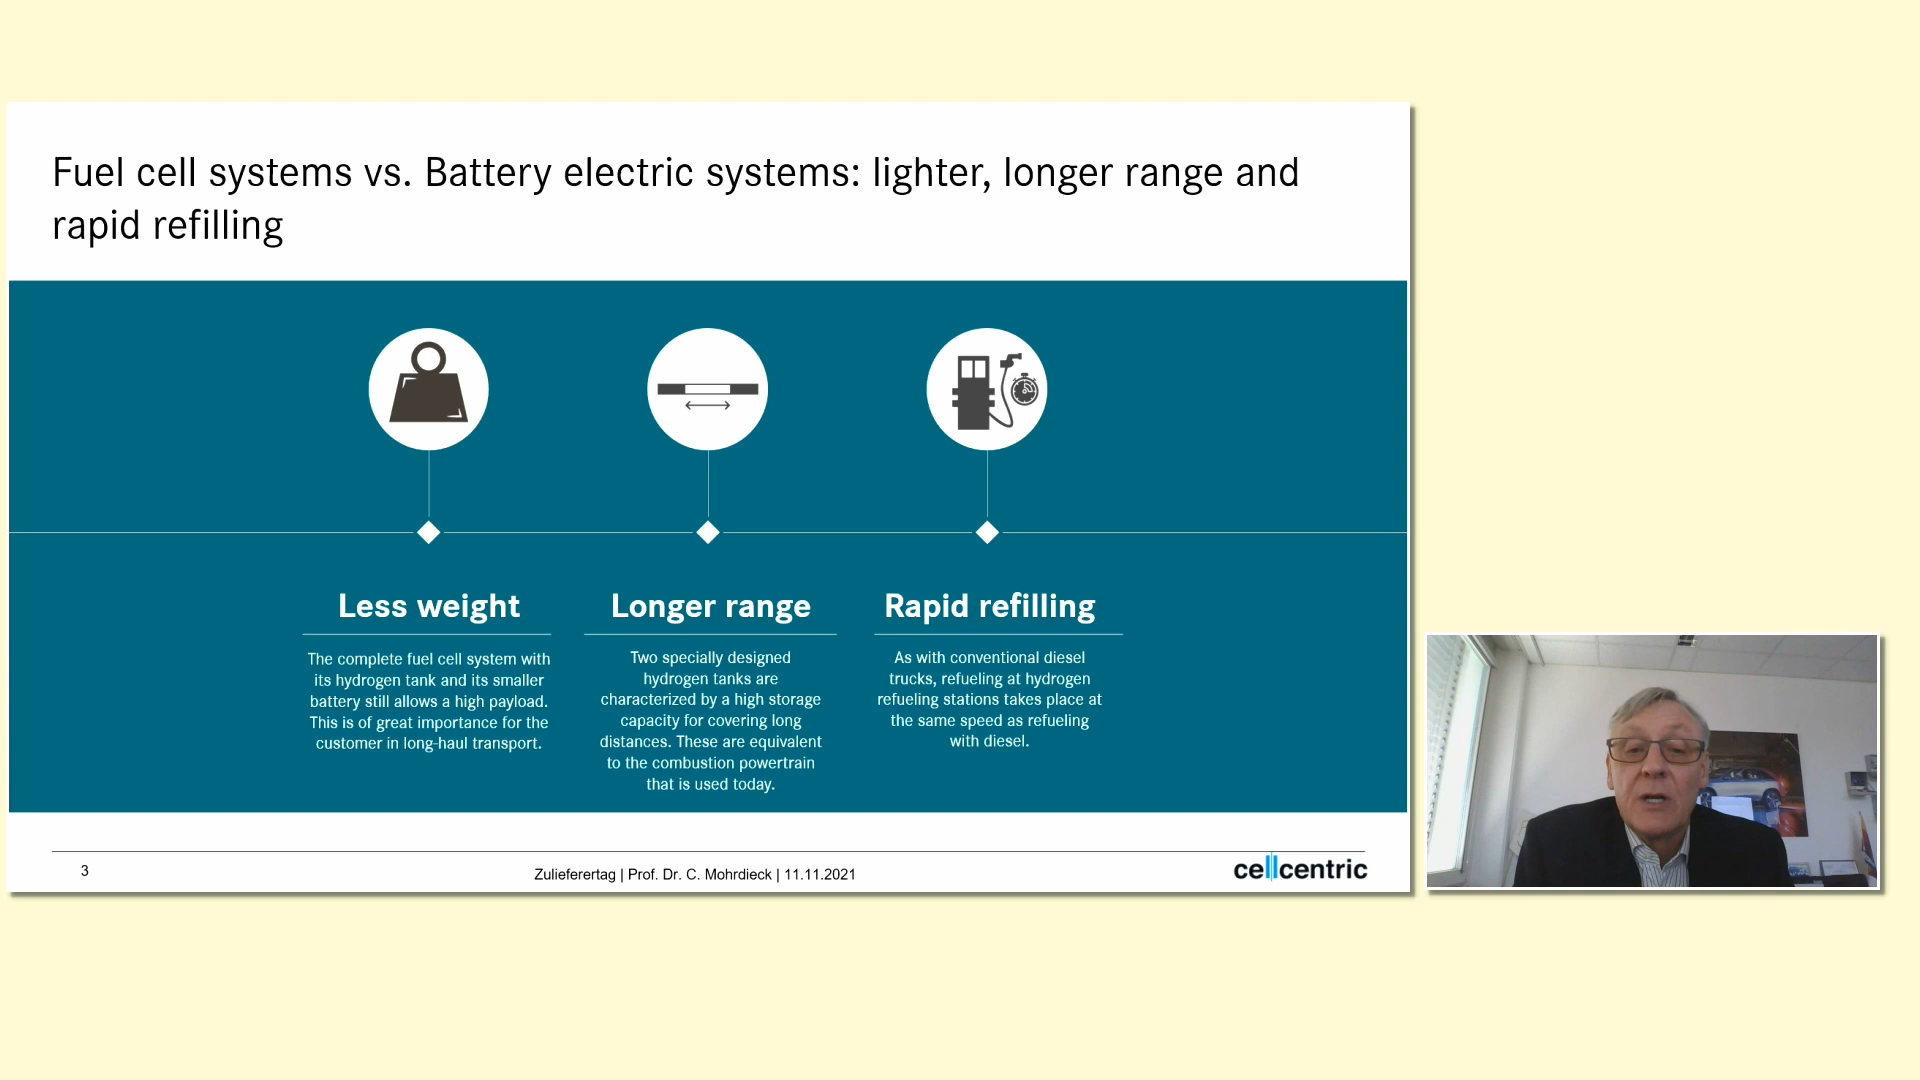 Fuel cell systems vs. Battery electric systems: lighter, longer range and
rapid refilling
Less weight
The complete fuel cell system with
its hydrogen tank and its smaller
battery still allows a high payload.
This is of great importance for the
customer in long-haul transport.
Longer range
Two specially designed
hydrogen tanks are
characterized by a high storage
capacity for covering long
distances. These are equivalent
to the combustion powertrain
that is used today.
Rapid refilling
As with conventional diesel
trucks, refueling at hydrogen
refueling stations takes place at
the same speed as refueling
with diesel.
3
Zulieferertag | Prof. Dr. C. Mohrdieck | 11.11.2021
cellcentric